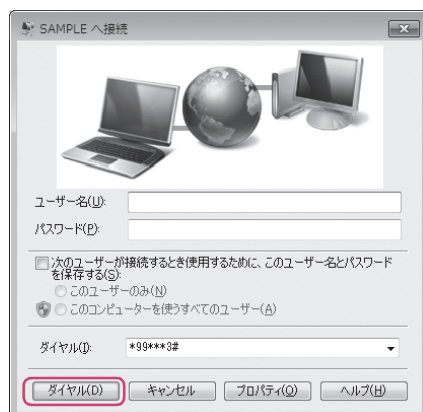 SAMPLE へ接続
ユーザー名(U):
パスワード(P):
次のユーザーが接続するとき使用するために、このユーザー名とパスワード
を保存する(S):
このユーザーのみ(N)
このコンピューターを使うすべてのユーザー(A)
ダイヤル(I): *99***3#
ダイヤル(D) キャンセル プロパティ(O) ヘルプ(H)